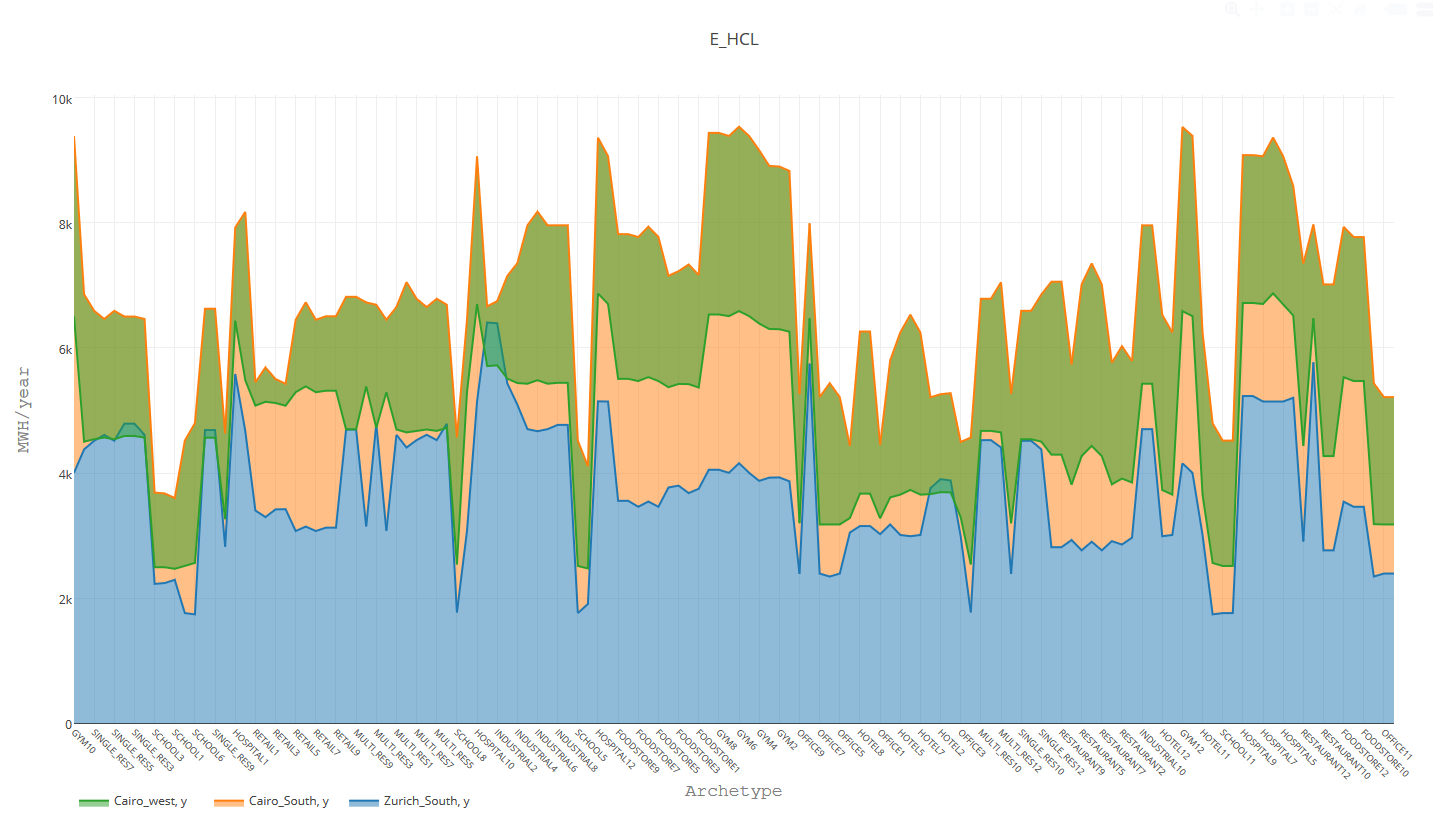 E_HCL
10k
8k
6k
4k
2k
0
MWH/year
GYM10
SINGLE_RES7
SINGLE_RES5
SINGLE_RES3
SCHOOL3
SCHOOL1
SCHOOL6
SINGLE_RES9
HOSPITAL1
RETAIL1
RETAIL3
RETAIL5
RETAIL7
RETAIL9
MULTI_RES9
MULTI_RES3
MULTI_RES1
MULTI_RES7
MULTI_RES5
SCHOOL8
HOSPITAL10
INDUSTRIAL2
INDUSTRIAL4
INDUSTRIAL6
INDUSTRIAL8
SCHOOL5
HOSPITAL12
FOODSTORE9
FOODSTORE7
FOODSTORE5
FOODSTORE3
FOODSTORE1
GYM8
GYM6
GYM4
GYM2
OFFICE9
OFFICE7
OFFICE5
HOTEL8
OFFICE1
HOTEL5
HOTEL7
HOTEL2
OFFICE3
MULTI_RES10
MULTI_RES12
SINGLE_RES10
SINGLE_RES12
RESTAURANT9
RESTAURANT5
RESTAURANT7
RESTAURANT2
INDUSTRIAL10
HOTEL12
GYM12
HOTEL11
SCHOOL11
HOSPITAL9
HOSPITAL7
HOSPITAL5
RESTAURANT12
RESTAURANT10
FOODSTORE12
FOODSTORE10
OFFICE11
Archetype
Cairo_west, y
Cairo_South, y
Zurich_South, y